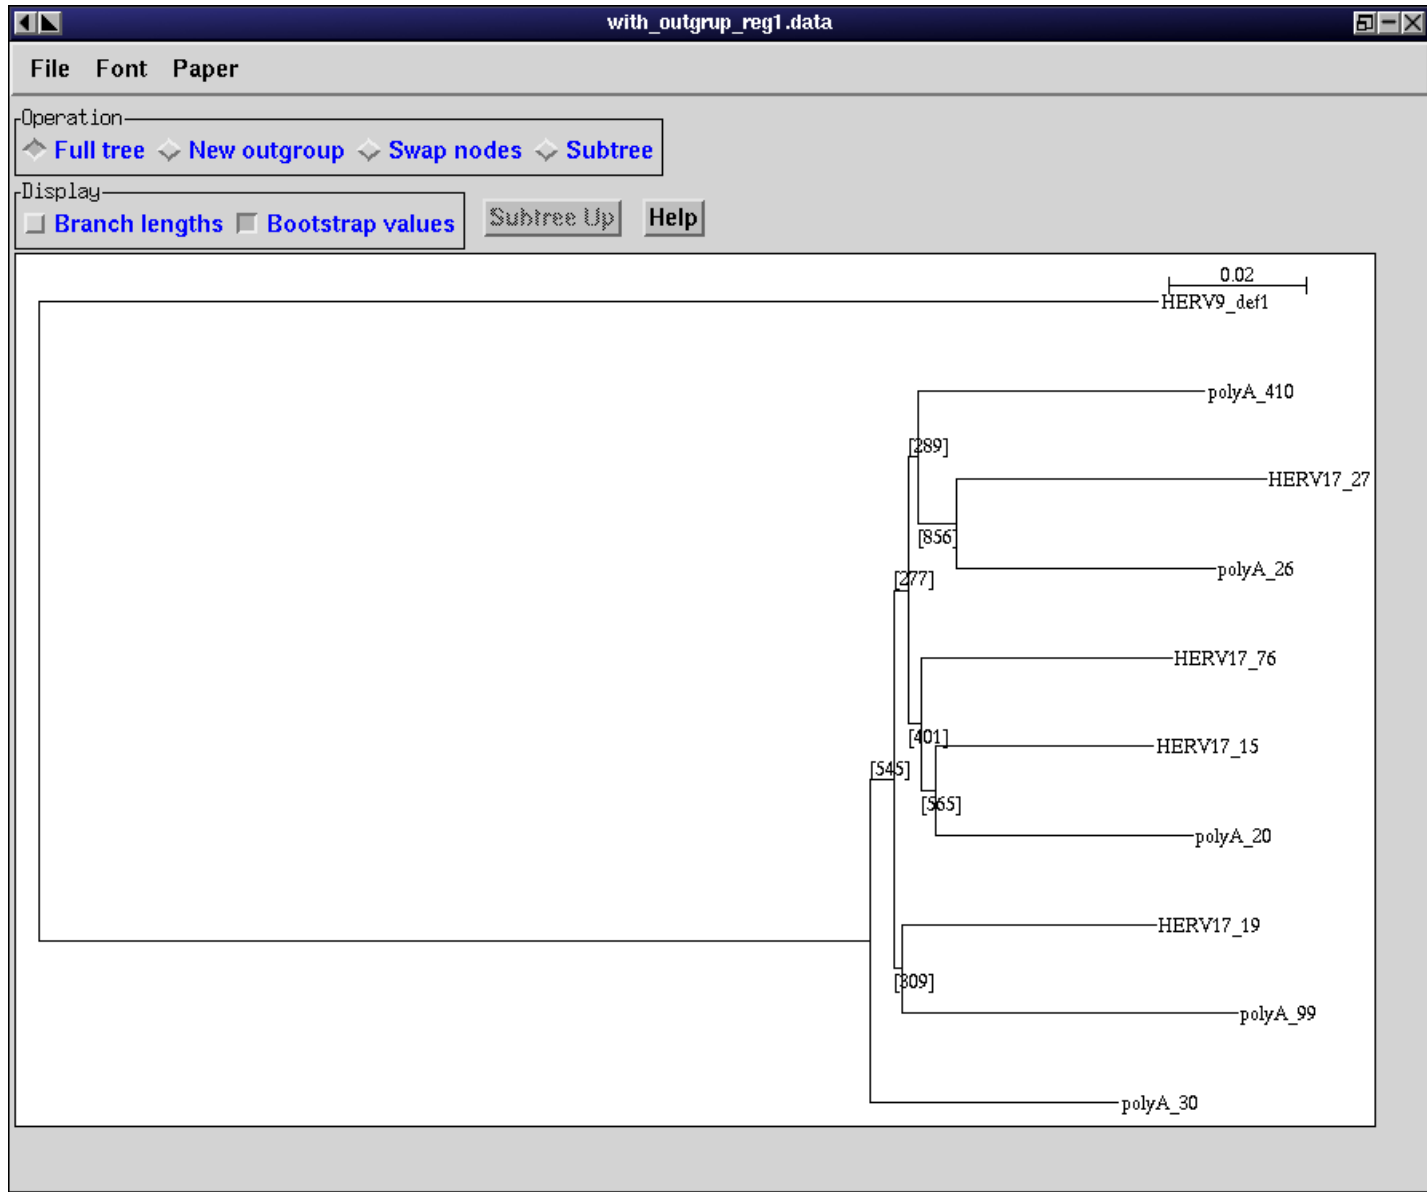 with_outgrup_reg1.data
File Font Paper
Operation
Full tree New outgroup Swap nodes Subtree
Display
Branch lengths Bootstrap values Subtree Up Help
0.02
HERV9_def1
polyA_410
[289]
HERV17_27
[856]
polyA_26
[277]
HERV17_76
[401]
HERV17_15
[545]
[565]
polyA_20
HERV17_19
[309]
polyA_99
polyA_30